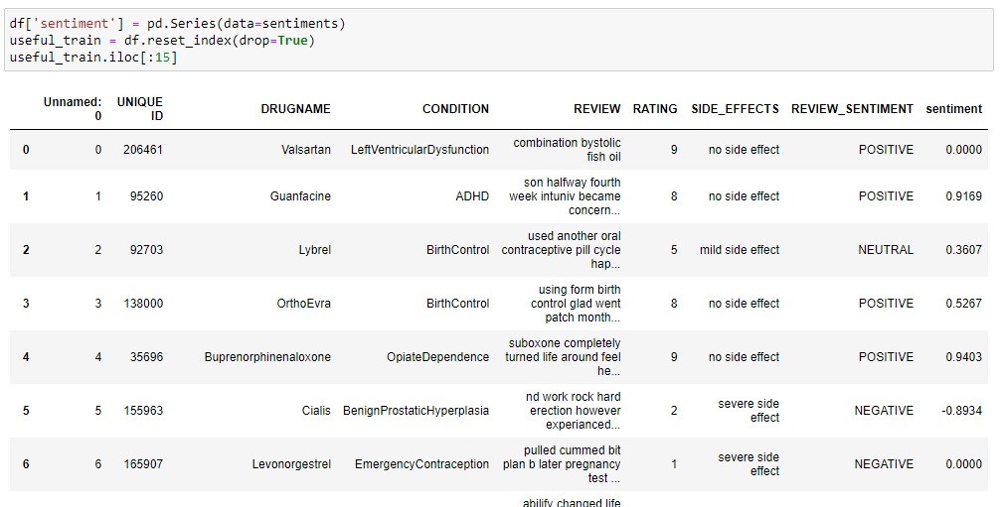 df['sentiment'] = pd.Series(data=sentiments)
useful_train = df.reset_index(drop=True)
useful_train.iloc[:15]
Unnamed: 0 UNIQUE ID DRUGNAME CONDITION REVIEW RATING SIDE_EFFECTS REVIEW_SENTIMENT sentiment
0 0 206461 Valsartan LeftVentricularDysfunction combination bystolic fish oil 9 no side effect POSITIVE 0.0000
1 1 95260 Guanfacine ADHD son halfway fourth week intuniv became concern... 8 no side effect POSITIVE 0.9169
2 2 92703 Lybrel BirthControl used another oral contraceptive pill cycle hap... 5 mild side effect NEUTRAL 0.3607
3 3 138000 OrthoEvra BirthControl using form birth control glad went patch month... 8 no side effect POSITIVE 0.5267
4 4 35696 Buprenorphinenaloxone OpiateDependence suboxone completely turned life around feel he... 9 no side effect POSITIVE 0.9403
5 5 155963 Cialis BenignProstaticHyperplasia nd work rock hard erection however experianced... 2 severe side effect NEGATIVE -0.8934
6 6 165907 Levonorgestrel EmergencyContraception pulled cummed bit plan b later pregnancy test ... 1 severe side effect NEGATIVE 0.0000
abilify changed life